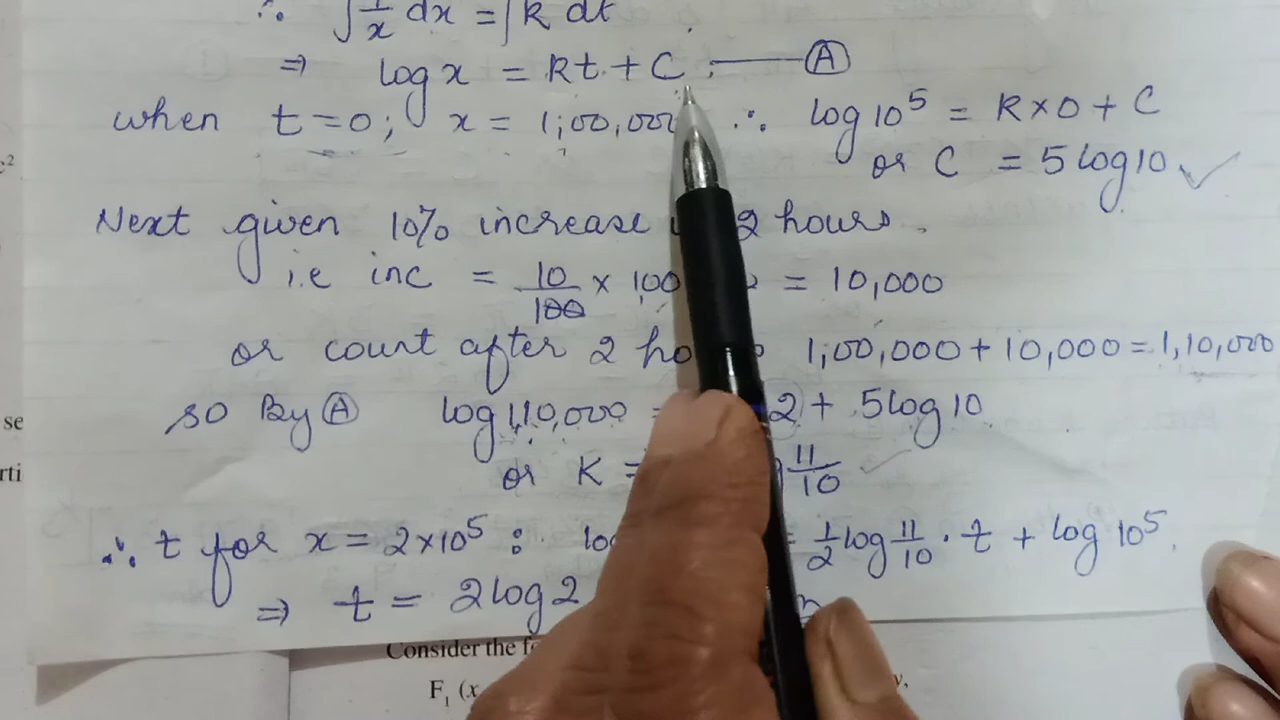 ∴ ∫ 1/x dx = ∫ k dt
⇒ log x = kt + C ——— Ⓐ
when t = 0; x = 1,00,000 ∴ log 10⁵ = k × 0 + C
or C = 5 log 10 ✓
Next given 10% increase 2 hours.
i.e inc = 10/100 × 100 = 10,000
or count after 2 1,00,000 + 10,000 = 1,10,000
so By Ⓐ log 1,10,000 = 2 + 5 log 10
or K = 11/10 ✓
∴ t for x = 2×10⁵ : = 1/2 log 11/10 · t + log 10⁵.
⇒ t = 2 log 2
Consider the
F₁ (x
se